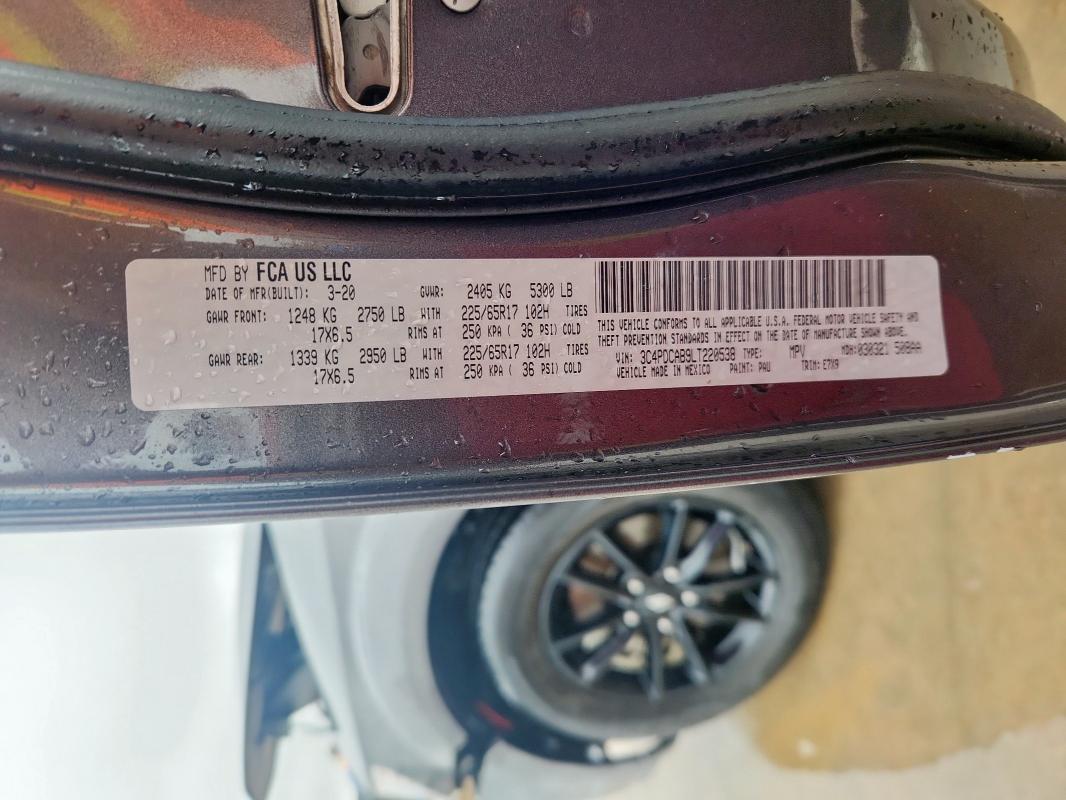 MFD BY FCA US LLC
DATE OF MFR(BUILT): 3-20 GVWR: 2405 KG 5300 LB
GAWR FRONT: 1248 KG 2750 LB WITH 225/65R17 102H TIRES
17X6.5 RIMS AT 250 KPA ( 36 PSI) COLD
GAWR REAR: 1339 KG 2950 LB WITH 225/65R17 102H TIRES
17X6.5 RIMS AT 250 KPA ( 36 PSI) COLD
THIS VEHICLE CONFORMS TO ALL APPLICABLE U.S.A. FEDERAL MOTOR VEHICLE SAFETY AND
THEFT PREVENTION STANDARDS IN EFFECT ON THE DATE OF MANUFACTURE SHOWN ABOVE.
VIN: 3C4PDCAB9LT220538 TYPE: MPV MDH: 030321 508AA
VEHICLE MADE IN MEXICO PAINT: PAU TRIM: E7X9